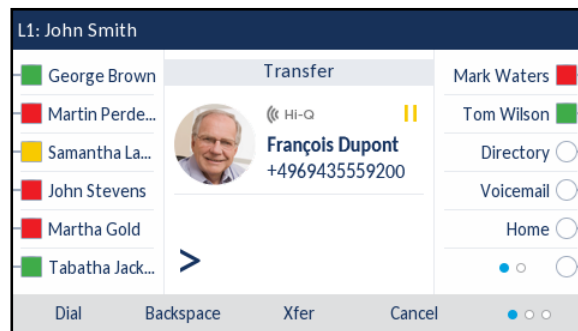 L1: John Smith
George Brown
Martin Perde...
Samantha La...
John Stevens
Martha Gold
Tabatha Jack...
Transfer
Hi-Q
François Dupont
+4969435559200
>
Mark Waters
Tom Wilson
Directory
Voicemail
Home
Dial Backspace Xfer Cancel